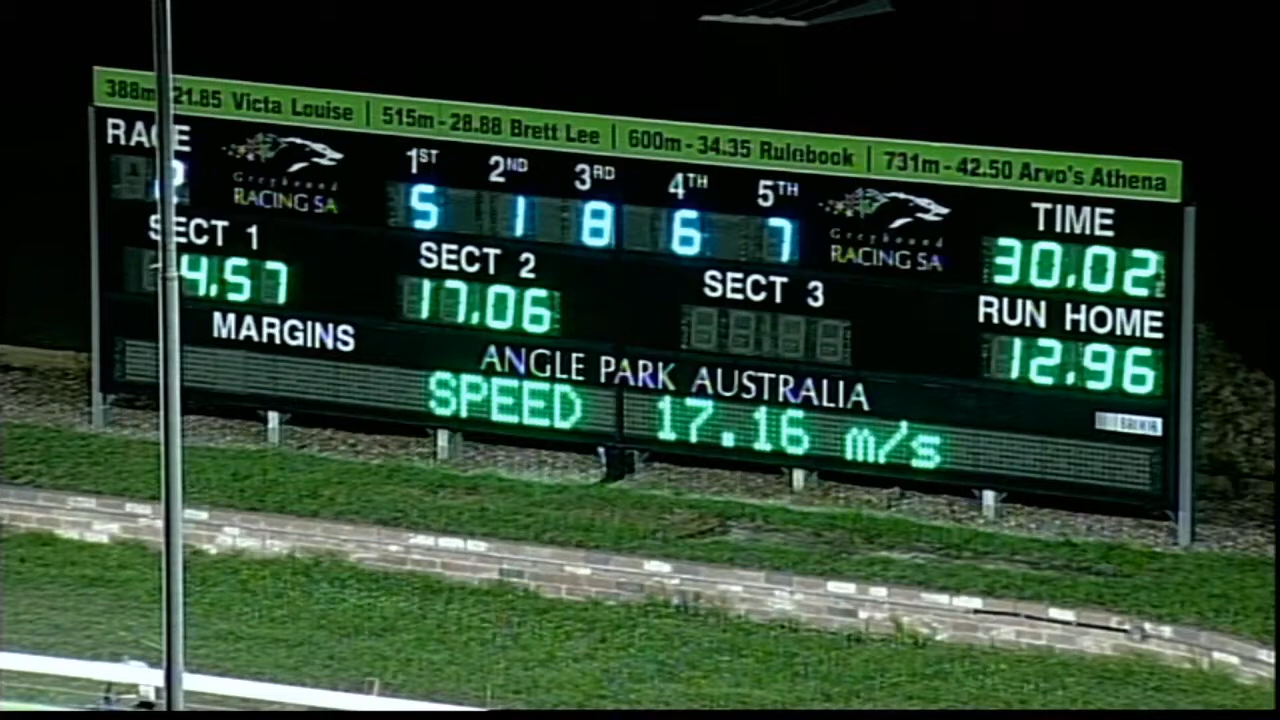 388m - 21.85 Victa Louise | 515m - 28.88 Brett Lee | 600m - 34.35 Rulebook | 731m - 42.50 Arvo's Athena
RACE
Greyhound
RACING SA
1ST 2ND 3RD 4TH 5TH
5 1 8 6 7
Greyhound
RACING SA
TIME
30.02
SECT 1
4.57
SECT 2
17.06
SECT 3
RUN HOME
12.96
MARGINS
ANGLE PARK AUSTRALIA
SPEED 17.16 m/s